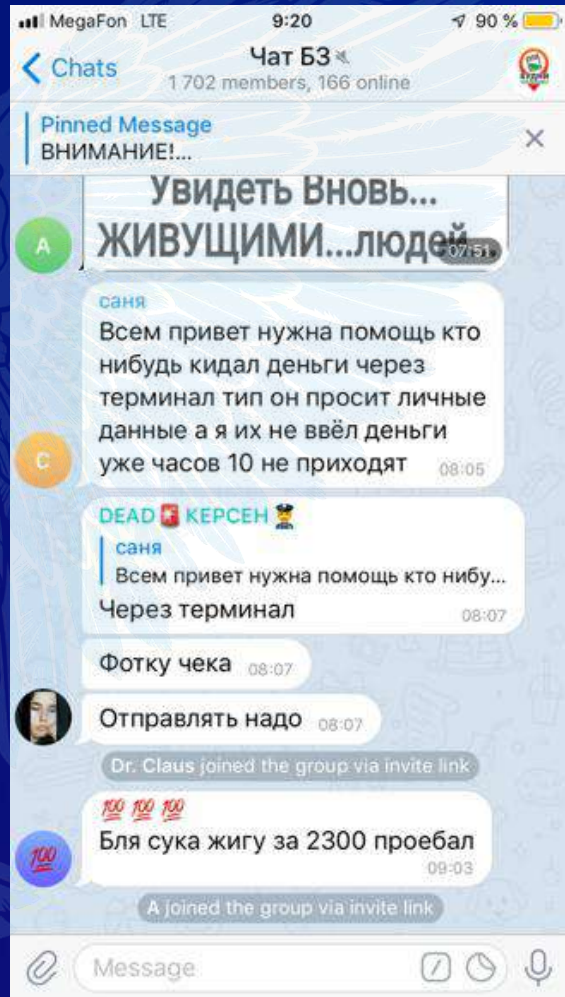 MegaFon LTE 9:20 90 %
Chats
Чат БЗ
1 702 members, 166 online
Pinned Message
ВНИМАНИЕ!...
Увидеть Вновь...
ЖИВУЩИМИ...людей...
07:51
А
саня
Всем привет нужна помощь кто
нибудь кидал деньги через
терминал тип он просит личные
данные а я их не ввёл деньги
уже часов 10 не приходят 08:05
С
DEAD🚨КЕРСЕН👮
саня
Всем привет нужна помощь кто нибу...
Через терминал 08:07
Фотку чека 08:07
Отправлять надо 08:07
Dr. Claus joined the group via invite link
💯 💯 💯
Бля сука жигу за 2300 проебал
09:03
A joined the group via invite link
Message